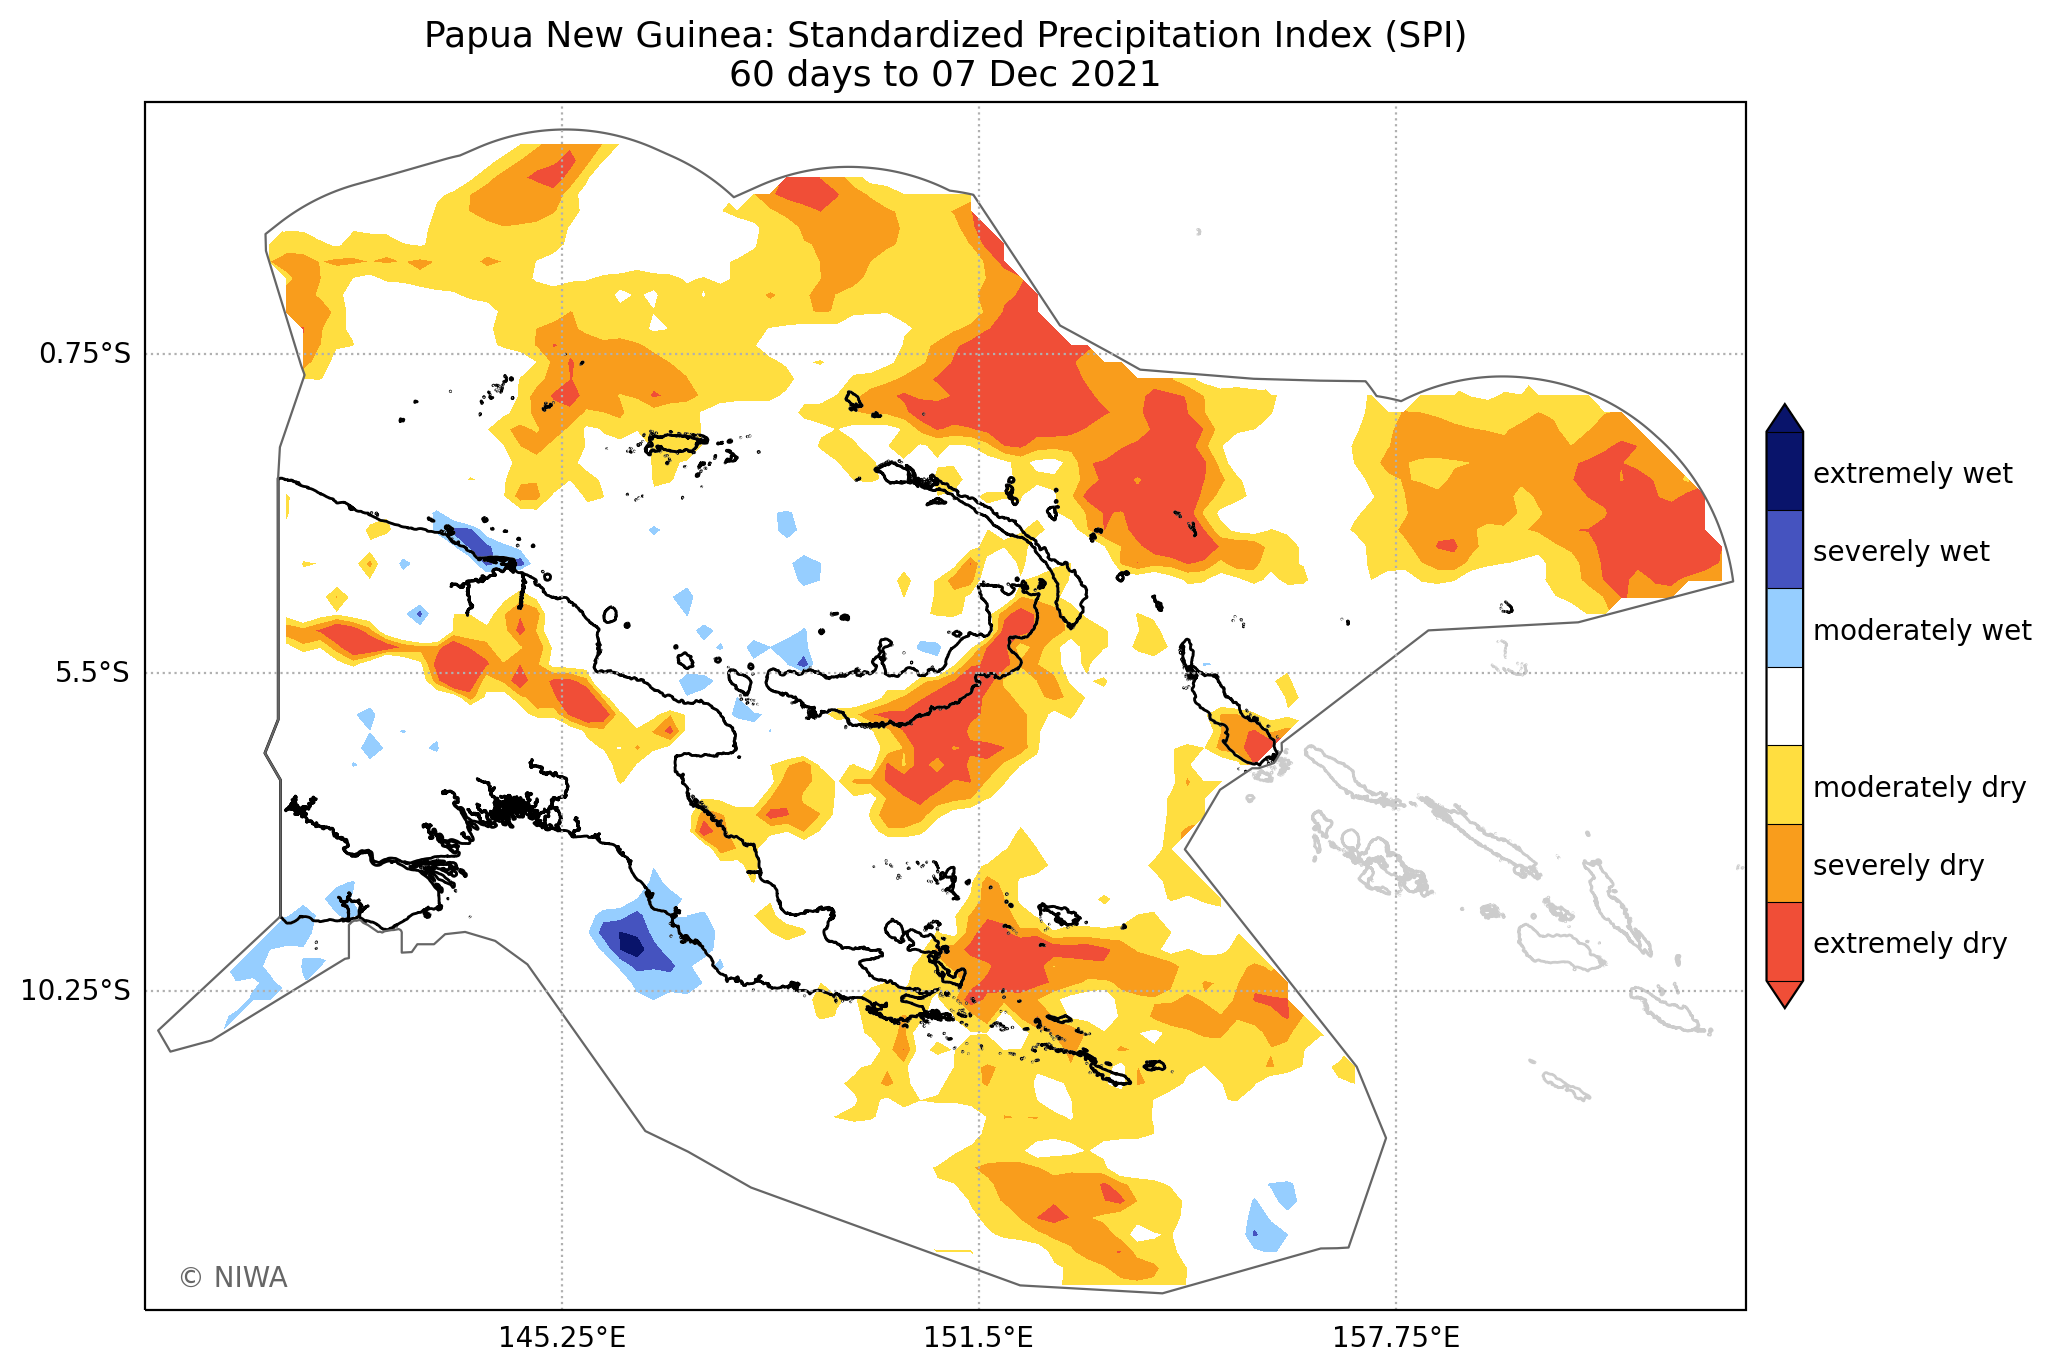 Papua New Guinea: Standardized Precipitation Index (SPI)
60 days to 07 Dec 2021
0.75°S
5.5°S
10.25°S
145.25°E
151.5°E
157.75°E
extremely wet
severely wet
moderately wet
moderately dry
severely dry
extremely dry
© NIWA